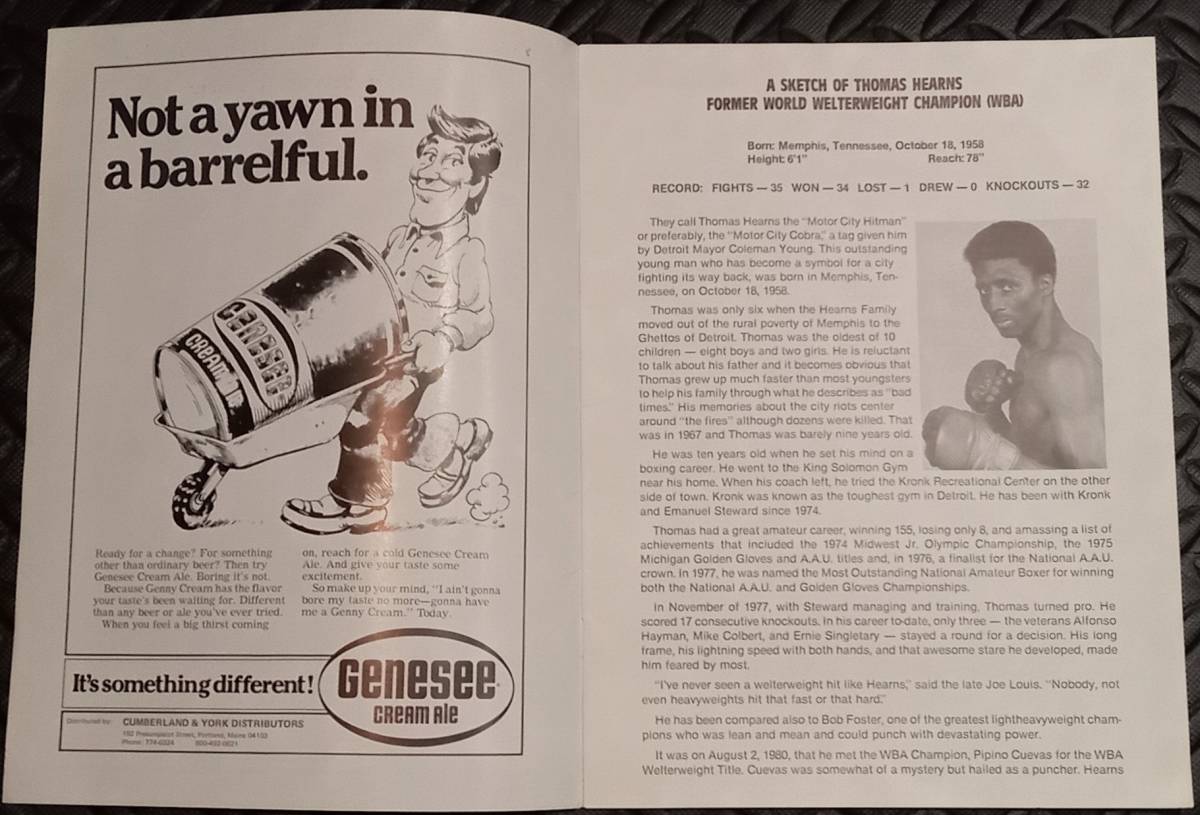 Not a yawn in
a barrelful.
GENESEE
CREAM ALE
Ready for a change? For something
other than ordinary beer? Then try
Genesee Cream Ale. Boring it's not.
Because Genny Cream has the flavor
your taste's been waiting for. Different
than any beer or ale you've ever tried.
When you feel a big thirst coming
on, reach for a cold Genesee Cream
Ale. And give your taste some
excitement.
So make up your mind, "I ain't gonna
bore my taste no more—gonna have
me a Genny Cream." Today.
It's something different!
Genesee
CREAM ALE
Distributed by:
CUMBERLAND & YORK DISTRIBUTORS
Street, Portland, Maine 04103
Phone: 774-0324 800-492-0621
A SKETCH OF THOMAS HEARNS
FORMER WORLD WELTERWEIGHT CHAMPION (WBA)
Born: Memphis, Tennessee, October 18, 1958
Height: 6'1" Reach: 78"
RECORD: FIGHTS — 35 WON — 34 LOST — 1 DREW — 0 KNOCKOUTS — 32
They call Thomas Hearns the "Motor City Hitman"
or preferably, the "Motor City Cobra," a tag given him
by Detroit Mayor Coleman Young. This outstanding
young man who has become a symbol for a city
fighting its way back, was born in Memphis, Ten-
nessee, on October 18, 1958.
Thomas was only six when the Hearns Family
moved out of the rural poverty of Memphis to the
Ghettos of Detroit. Thomas was the oldest of 10
children — eight boys and two girls. He is reluctant
to talk about his father and it becomes obvious that
Thomas grew up much faster than most youngsters
to help his family through what he describes as "bad
times." His memories about the city riots center
around "the fires" although dozens were killed. That
was in 1967 and Thomas was barely nine years old.
He was ten years old when he set his mind on a
boxing career. He went to the King Solomon Gym
near his home. When his coach left, he tried the Kronk Recreational Center on the other
side of town. Kronk was known as the toughest gym in Detroit. He has been with Kronk
and Emanuel Steward since 1974.
Thomas had a great amateur career, winning 155, losing only 8, and amassing a list of
achievements that included the 1974 Midwest Jr. Olympic Championship, the 1975
Michigan Golden Gloves and A.A.U. titles and, in 1976, a finalist for the National A.A.U.
crown. In 1977, he was named the Most Outstanding National Amateur Boxer for winning
both the National A.A.U. and Golden Gloves Championships.
In November of 1977, with Steward managing and training, Thomas turned pro. He
scored 17 consecutive knockouts. In his career to-date, only three — the veterans Alfonso
Hayman, Mike Colbert, and Ernie Singletary — stayed a round for a decision. His long
frame, his lightning speed with both hands, and that awesome stare he developed, made
him feared by most.
"I've never seen a welterweight hit like Hearns," said the late Joe Louis. "Nobody, not
even heavyweights hit that fast or that hard."
He has been compared also to Bob Foster, one of the greatest lightheavyweight cham-
pions who was lean and mean and could punch with devastating power.
It was on August 2, 1980, that he met the WBA Champion, Pipino Cuevas for the WBA
Welterweight Title. Cuevas was somewhat of a mystery but hailed as a puncher. Hearns